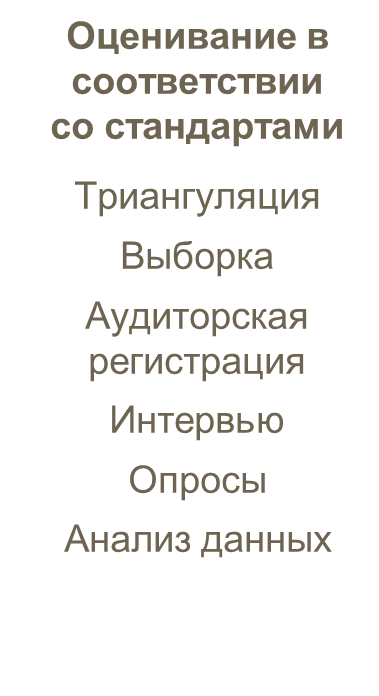 Оценивание в
соответствии
со стандартами
Триангуляция
Выборка
Аудиторская
регистрация
Интервью
Опросы
Анализ данных